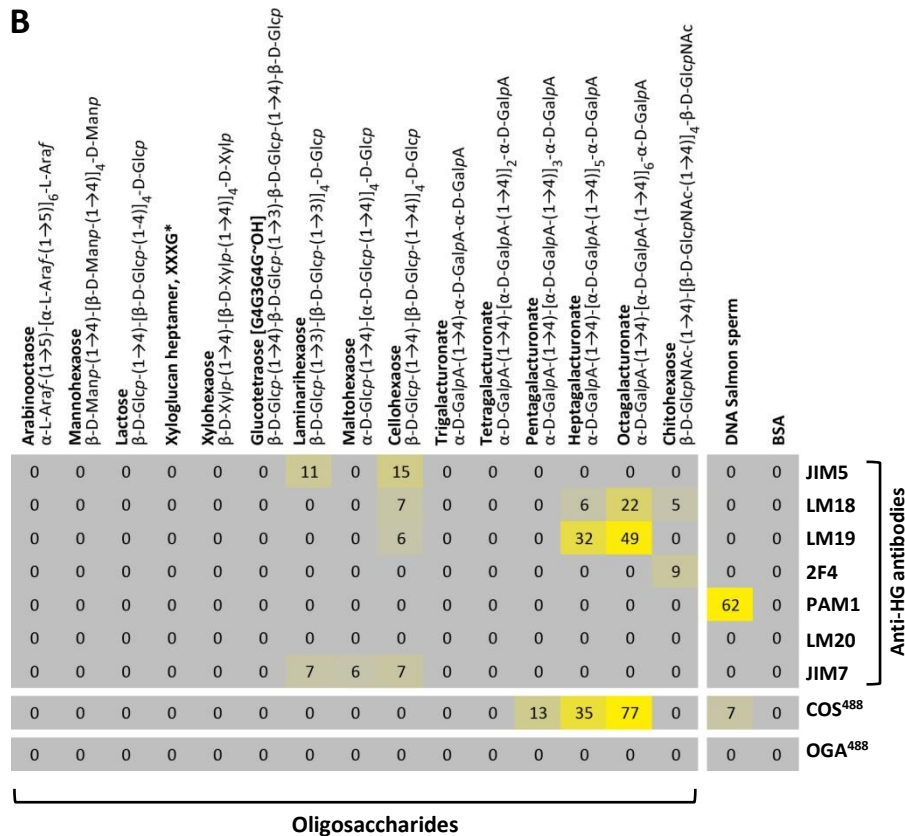 B
Arabinooctaose
α-L-Araf-(1→5)-[α-L-Araf-(1→5)]6-L-Araf
Mannohexaose
β-D-Manp-(1→4)-[β-D-Manp-(1→4)]4-D-Manp
Lactose
β-D-Glcp-(1→4)-[β-D-Glcp-(1-4)]4-D-Glcp
Xyloglucan heptamer, XXXG*
Xylohexaose
β-D-Xylp-(1→4)-[β-D-Xylp-(1→4)]4-D-Xylp
Glucotetraose [G4G3G4G~OH]
β-D-Glcp-(1→4)-β-D-Glcp-(1→3)-β-D-Glcp-(1→4)-β-D-Glcp
Laminarihexaose
β-D-Glcp-(1→3)-[β-D-Glcp-(1→3)]4-D-Glcp
Maltohexaose
α-D-Glcp-(1→4)-[α-D-Glcp-(1→4)]4-D-Glcp
Cellohexaose
β-D-Glcp-(1→4)-[β-D-Glcp-(1→4)]4-D-Glcp
Trigalacturonate
α-D-GalpA-(1→4)-α-D-GalpA-α-D-GalpA
Tetragalacturonate
α-D-GalpA-(1→4)-[α-D-GalpA-(1→4)]2-α-D-GalpA
Pentagalacturonate
α-D-GalpA-(1→4)-[α-D-GalpA-(1→4)]3-α-D-GalpA
Heptagalacturonate
α-D-GalpA-(1→4)-[α-D-GalpA-(1→4)]5-α-D-GalpA
Octagalacturonate
α-D-GalpA-(1→4)-[α-D-GalpA-(1→4)]6-α-D-GalpA
Chitohexaose
β-D-GlcpNAc-(1→4)-[β-D-GlcpNAc-(1→4)]4-β-D-GlcpNAc
DNA Salmon sperm
BSA
0 0 0 0 0 0 11 0 15 0 0 0 0 0 0 0 0 JIM5
0 0 0 0 0 0 0 0 7 0 0 0 6 22 5 0 0 LM18
0 0 0 0 0 0 0 0 6 0 0 0 32 49 0 0 0 LM19
0 0 0 0 0 0 0 0 0 0 0 0 0 0 9 0 0 2F4
0 0 0 0 0 0 0 0 0 0 0 0 0 0 0 62 0 PAM1
0 0 0 0 0 0 0 0 0 0 0 0 0 0 0 0 0 LM20
0 0 0 0 0 0 7 6 7 0 0 0 0 0 0 0 0 JIM7
Anti-HG antibodies
0 0 0 0 0 0 0 0 0 0 0 13 35 77 0 7 0 COS488
0 0 0 0 0 0 0 0 0 0 0 0 0 0 0 0 0 OGA488
Oligosaccharides